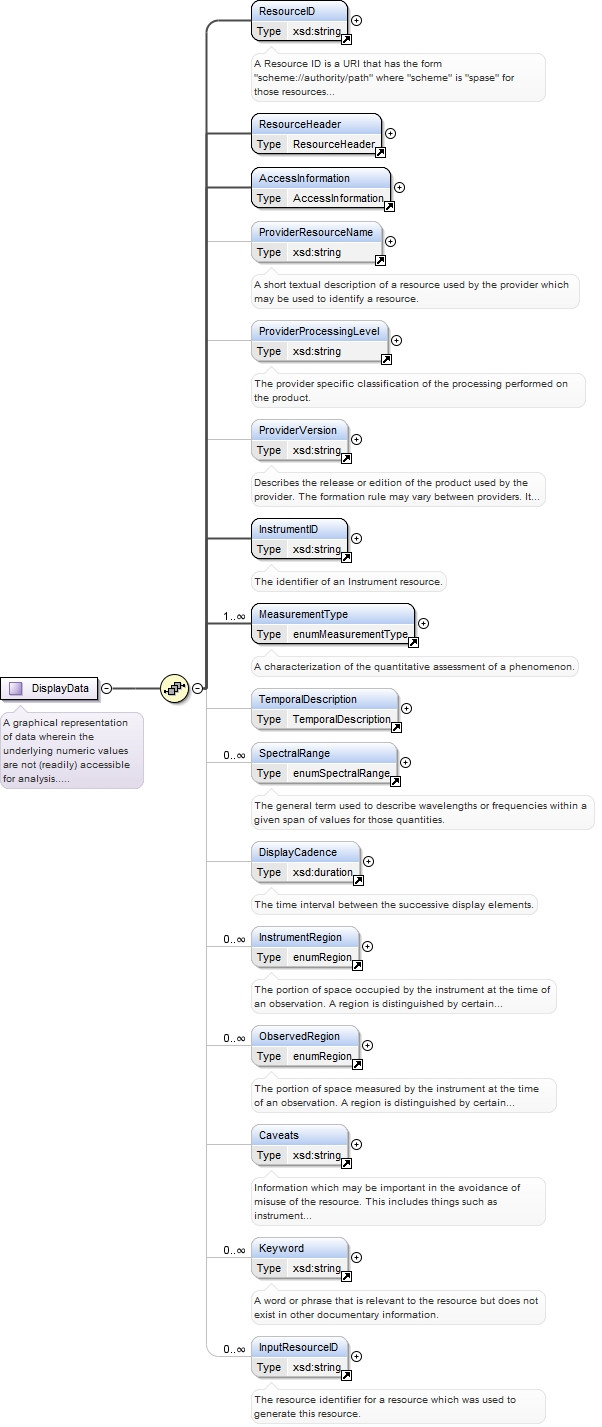 ResourceID
Type xsd:string
A Resource ID is a URI that has the form
"scheme://authority/path" where "scheme" is "spase" for
those resources...
ResourceHeader
Type ResourceHeader
AccessInformation
Type AccessInformation
ProviderResourceName
Type xsd:string
A short textual description of a resource used by the provider which
may be used to identify a resource.
ProviderProcessingLevel
Type xsd:string
The provider specific classification of the processing performed on
the product.
ProviderVersion
Type xsd:string
Describes the release or edition of the product used by the
provider. The formation rule may vary between providers. It...
InstrumentID
Type xsd:string
The identifier of an Instrument resource.
1..∞
MeasurementType
Type enumMeasurementType
A characterization of the quantitative assessment of a phenomenon.
DisplayData
A graphical representation
of data wherein the
underlying numeric values
are not (readily) accessible
for analysis.....
TemporalDescription
Type TemporalDescription
0..∞
SpectralRange
Type enumSpectralRange
The general term used to describe wavelengths or frequencies within a
given span of values for those quantities.
DisplayCadence
Type xsd:duration
The time interval between the successive display elements.
0..∞
InstrumentRegion
Type enumRegion
The portion of space occupied by the instrument at the time of
an observation. A region is distinguished by certain...
0..∞
ObservedRegion
Type enumRegion
The portion of space measured by the instrument at the time
of an observation. A region is distinguished by certain...
Caveats
Type xsd:string
Information which may be important in the avoidance of
misuse of the resource. This includes things such as
instrument...
0..∞
Keyword
Type xsd:string
A word or phrase that is relevant to the resource but does not
exist in other documentary information.
0..∞
InputResourceID
Type xsd:string
The resource identifier for a resource which was used to
generate this resource.